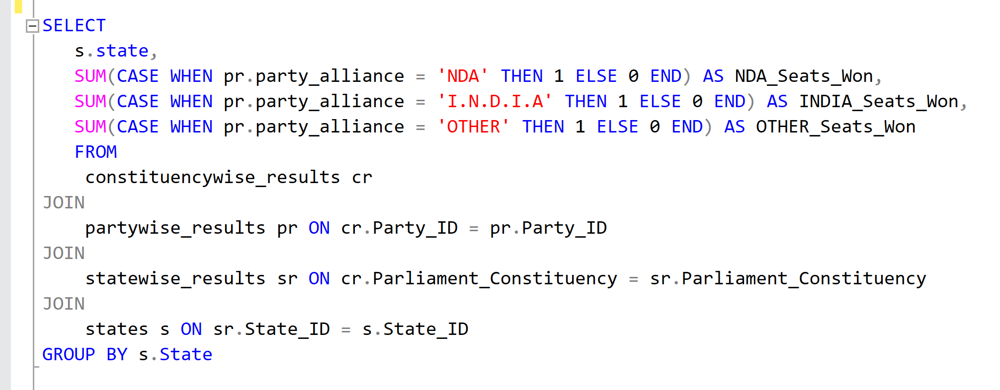 SELECT
s.state,
SUM(CASE WHEN pr.party_alliance = 'NDA' THEN 1 ELSE 0 END) AS NDA_Seats_Won,
SUM(CASE WHEN pr.party_alliance = 'I.N.D.I.A' THEN 1 ELSE 0 END) AS INDIA_Seats_Won,
SUM(CASE WHEN pr.party_alliance = 'OTHER' THEN 1 ELSE 0 END) AS OTHER_Seats_Won
FROM
constituencywise_results cr
JOIN
partywise_results pr ON cr.Party_ID = pr.Party_ID
JOIN
statewise_results sr ON cr.Parliament_Constituency = sr.Parliament_Constituency
JOIN
states s ON sr.State_ID = s.State_ID
GROUP BY s.State